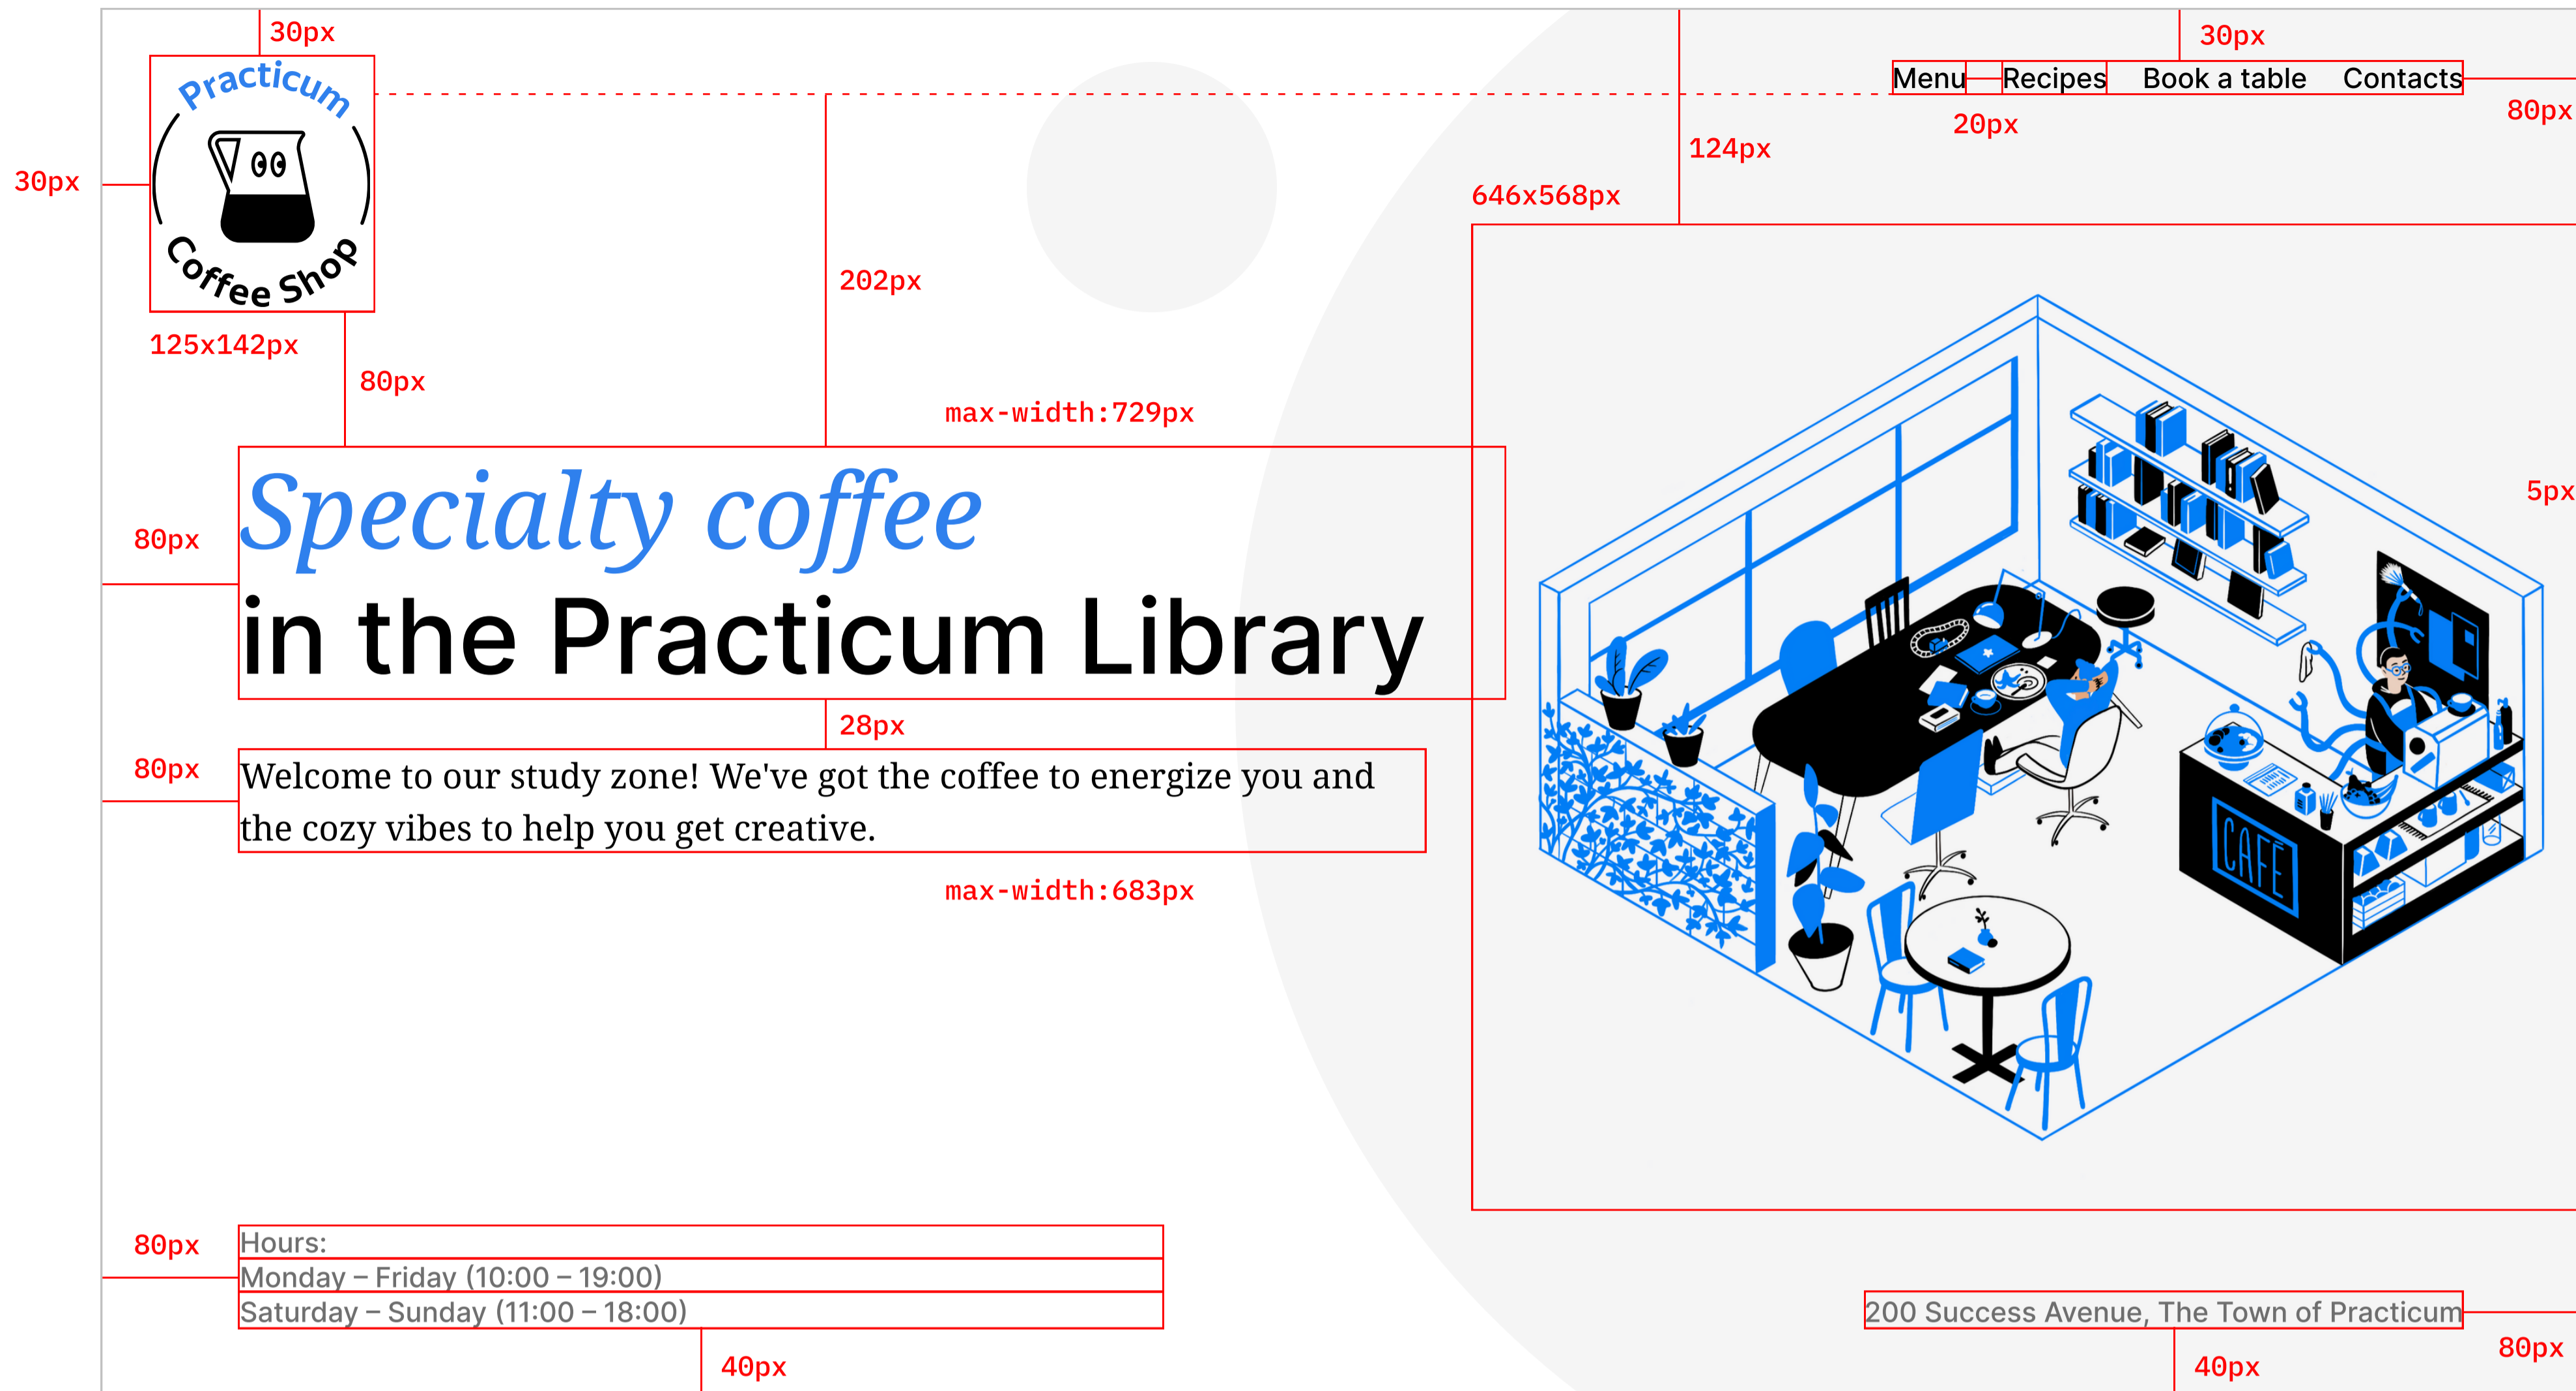 30px
30px
Practicum
Menu
Recipes
Book a table
Contacts
80px
20px
124px
30px
646x568px
Coffee Shop
202px
125x142px
80px
max-width:729px
5px
Specialty coffee
80px
in the Practicum Library
28px
80px
Welcome to our study zone! We've got the coffee to energize you and
the cozy vibes to help you get creative.
CAFÉ
max-width:683px
80px
Hours:
Monday – Friday (10:00 – 19:00)
Saturday – Sunday (11:00 – 18:00)
200 Success Avenue, The Town of Practicum
80px
40px
40px